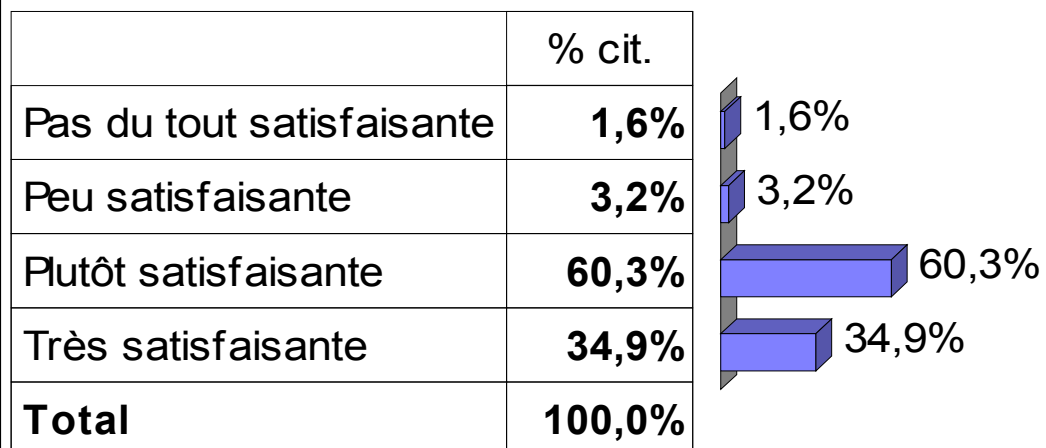 % cit.
Pas du tout satisfaisante 1,6% 1,6%
Peu satisfaisante 3,2% 3,2%
Plutôt satisfaisante 60,3% 60,3%
Très satisfaisante 34,9% 34,9%
Total 100,0%